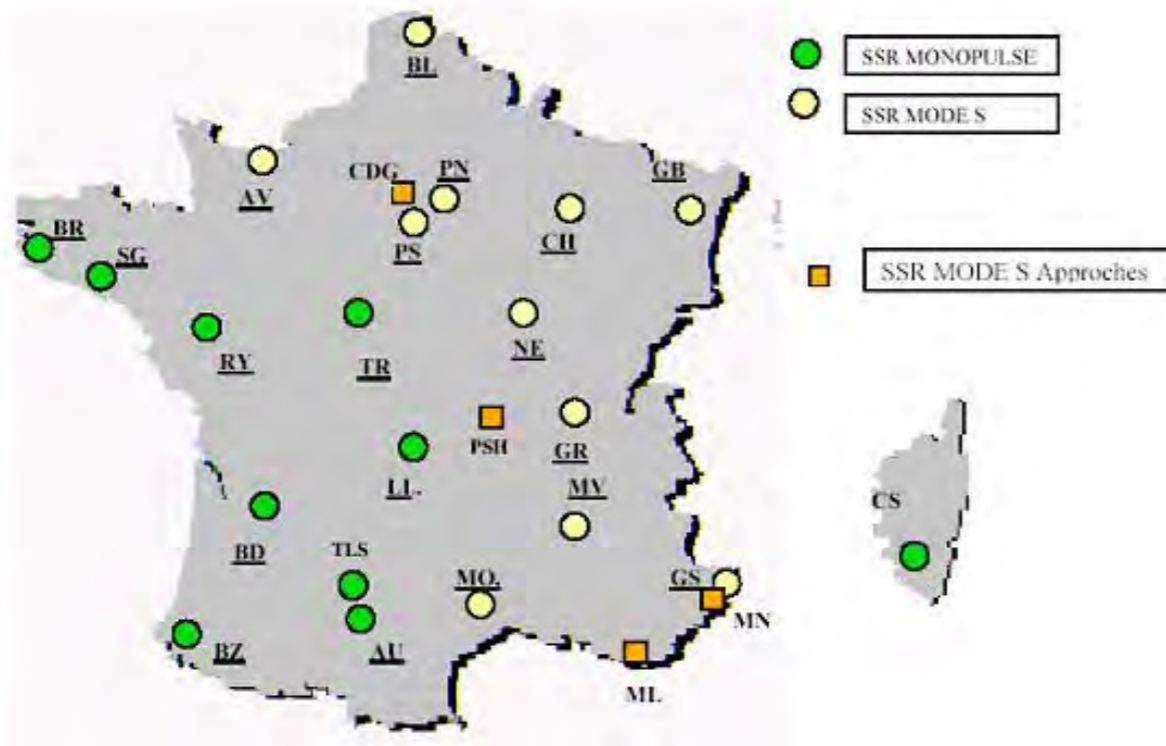 BL
SSR MONOPULSE
SSR MODE S
CDG
PN
GB
AV
PS
CH
BR
SG
SSR MODE S Approches
RY
TR
NE
PSH
GR
LL.
MV
CS
BD
TLS
MO.
GS
MN
BZ
AU
ML